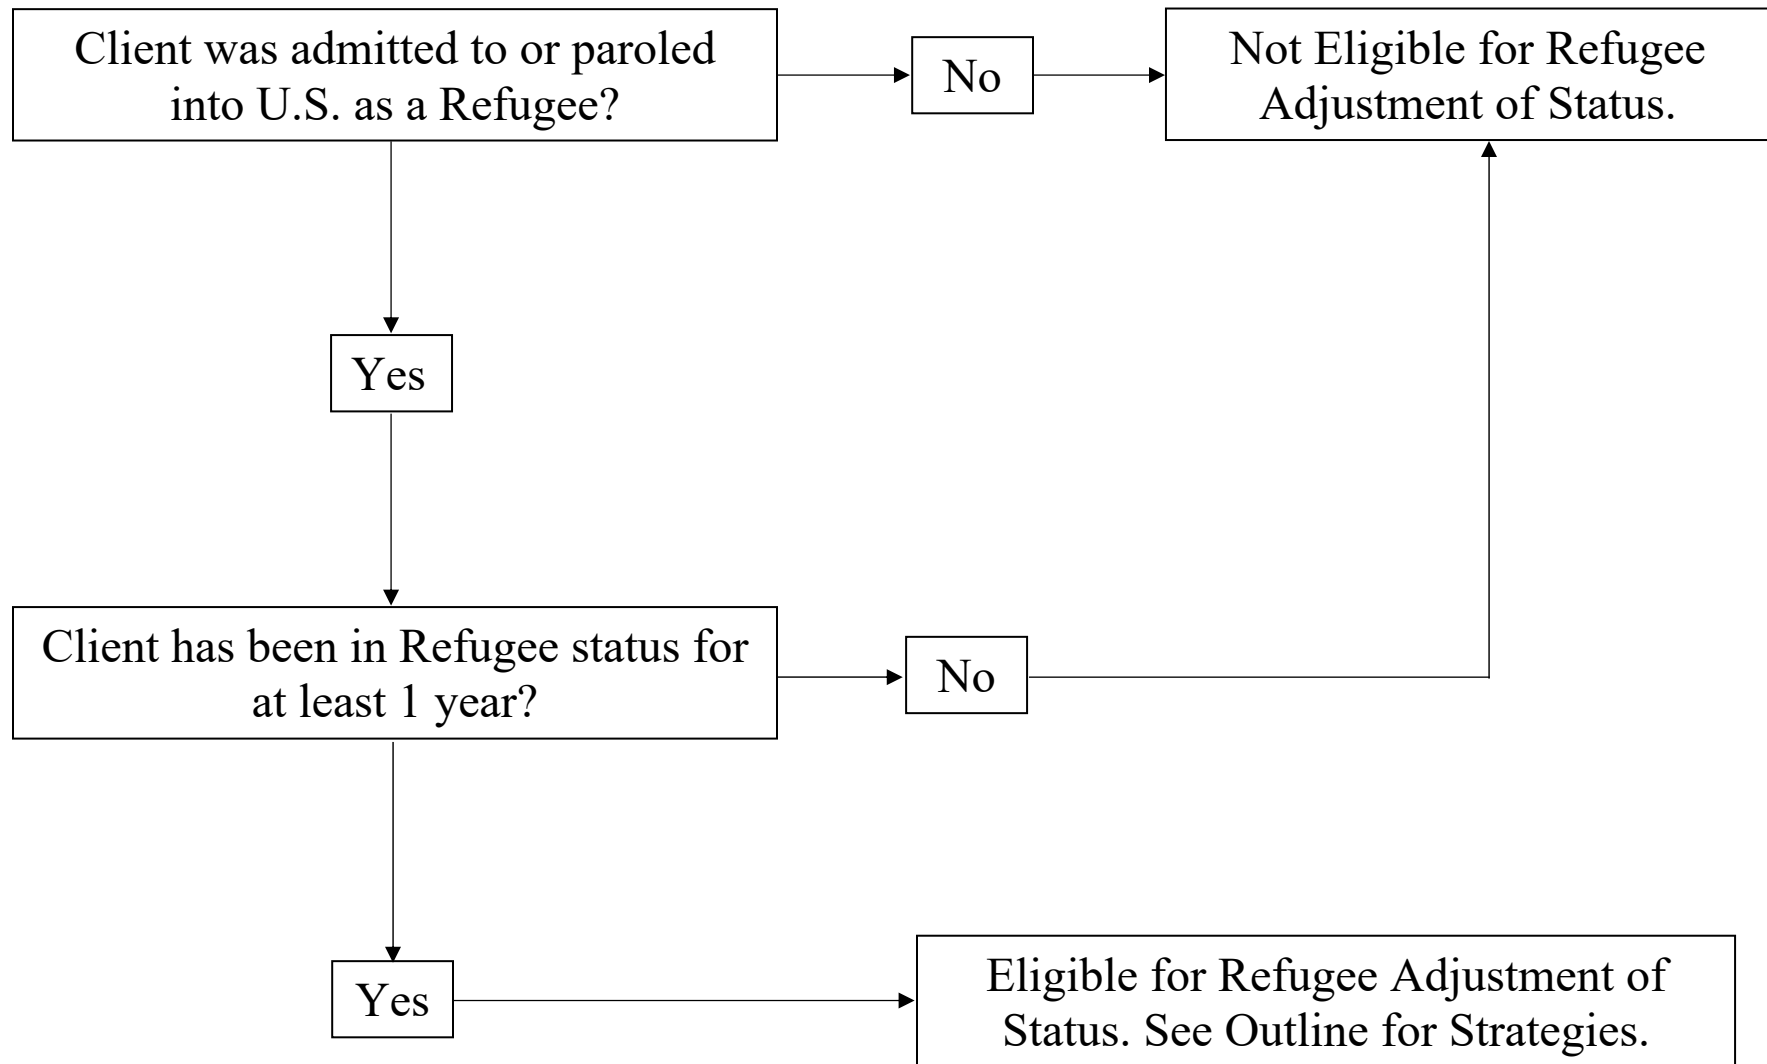 Client was admitted to or paroled
into U.S. as a Refugee?
No
Not Eligible for Refugee
Adjustment of Status.
Yes
Client has been in Refugee status for
at least 1 year?
No
Yes
Eligible for Refugee Adjustment of
Status. See Outline for Strategies.